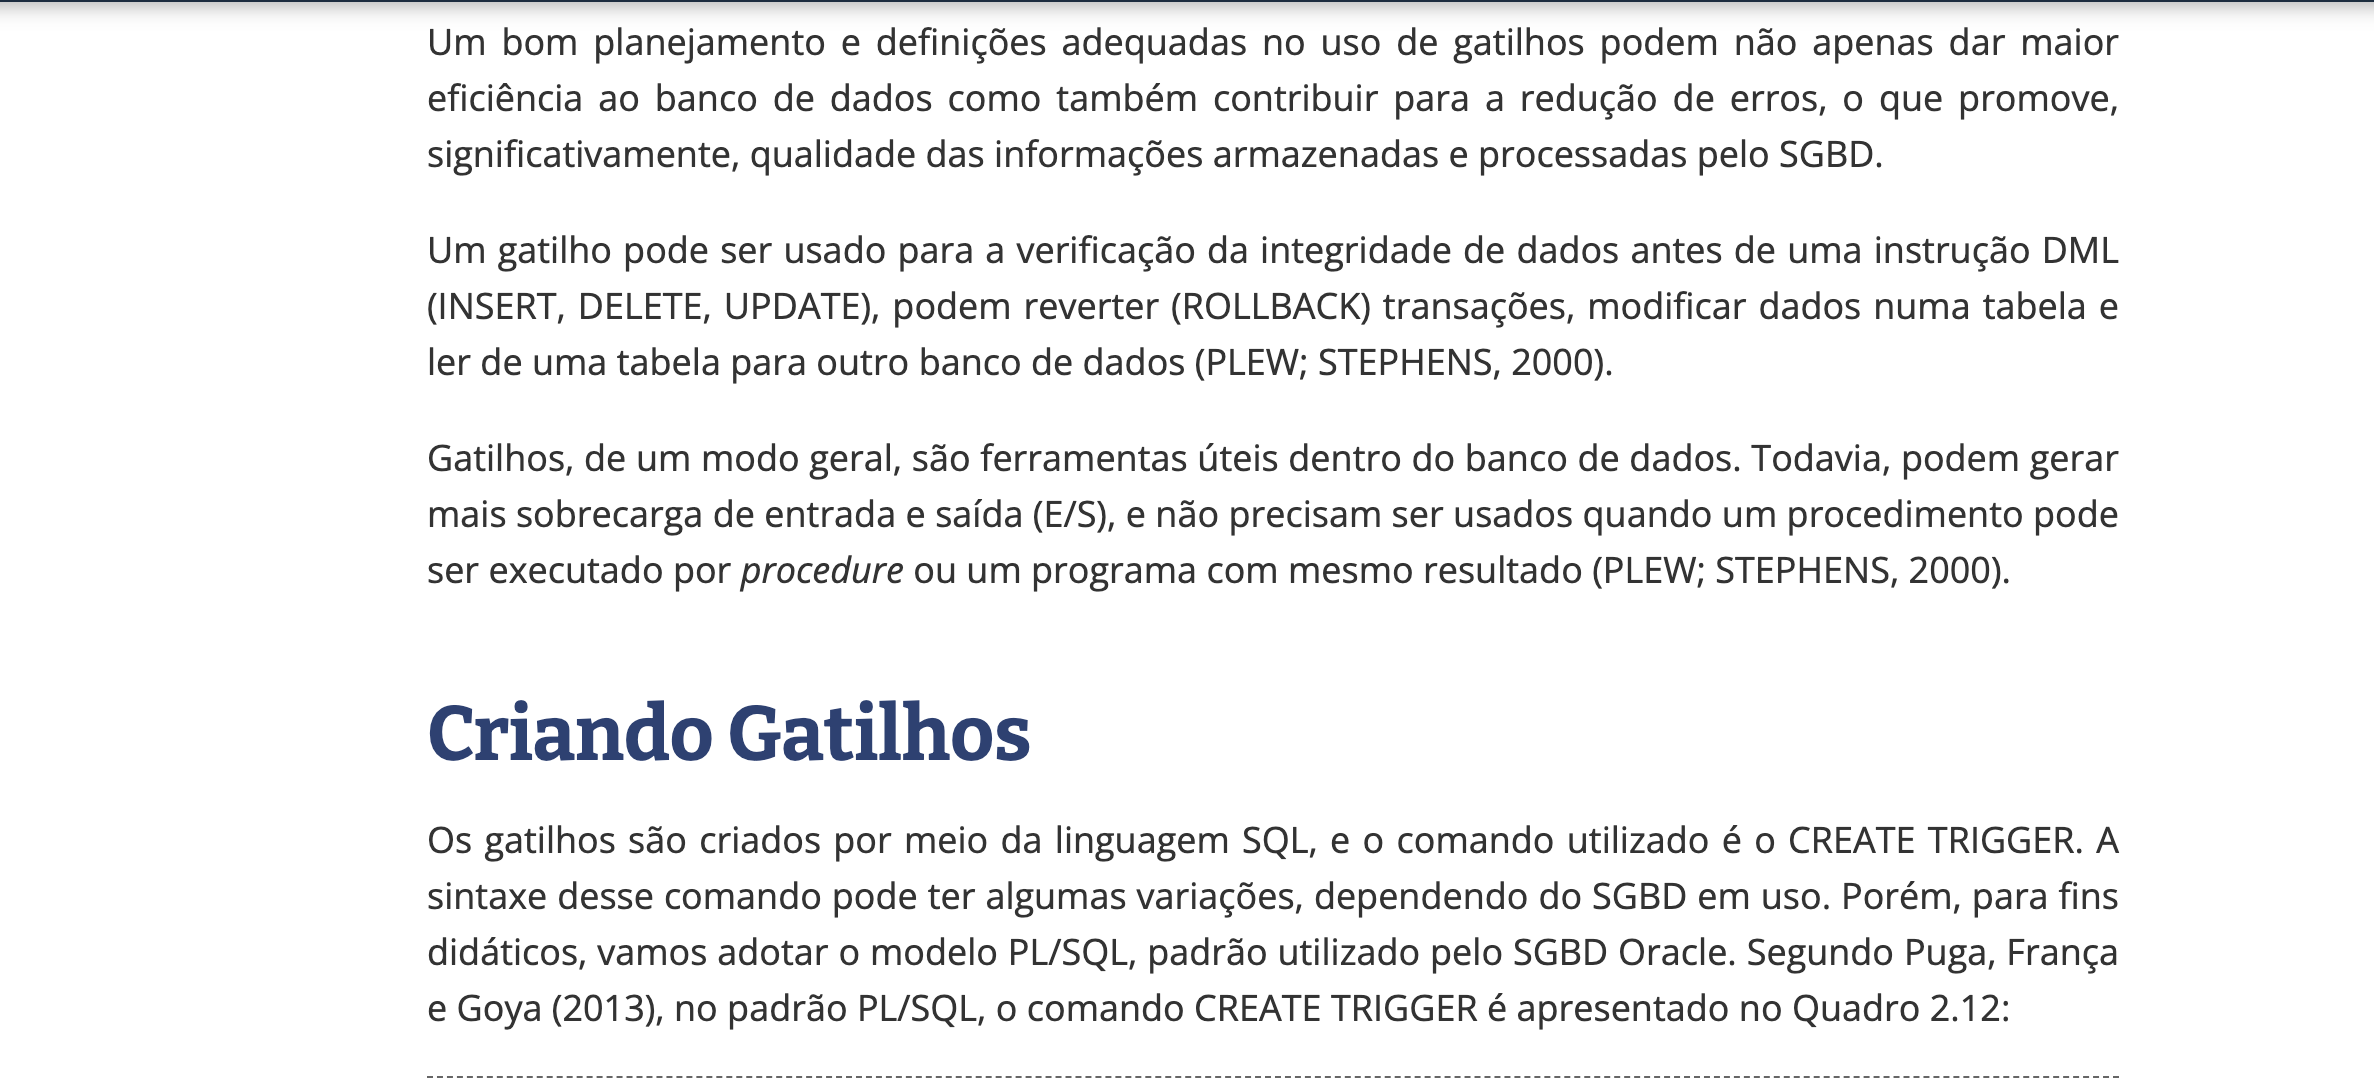 Um bom planejamento e definições adequadas no uso de gatilhos podem não apenas dar maior
eficiência ao banco de dados como também contribuir para a redução de erros, o que promove,
significativamente, qualidade das informações armazenadas e processadas pelo SGBD.
Um gatilho pode ser usado para a verificação da integridade de dados antes de uma instrução DML
(INSERT, DELETE, UPDATE), podem reverter (ROLLBACK) transações, modificar dados numa tabela e
ler de uma tabela para outro banco de dados (PLEW; STEPHENS, 2000).
Gatilhos, de um modo geral, são ferramentas úteis dentro do banco de dados. Todavia, podem gerar
mais sobrecarga de entrada e saída (E/S), e não precisam ser usados quando um procedimento pode
ser executado por procedure ou um programa com mesmo resultado (PLEW; STEPHENS, 2000).
Criando Gatilhos
Os gatilhos são criados por meio da linguagem SQL, e o comando utilizado é o CREATE TRIGGER. A
sintaxe desse comando pode ter algumas variações, dependendo do SGBD em uso. Porém, para fins
didáticos, vamos adotar o modelo PL/SQL, padrão utilizado pelo SGBD Oracle. Segundo Puga, França
e Goya (2013), no padrão PL/SQL, o comando CREATE TRIGGER é apresentado no Quadro 2.12: